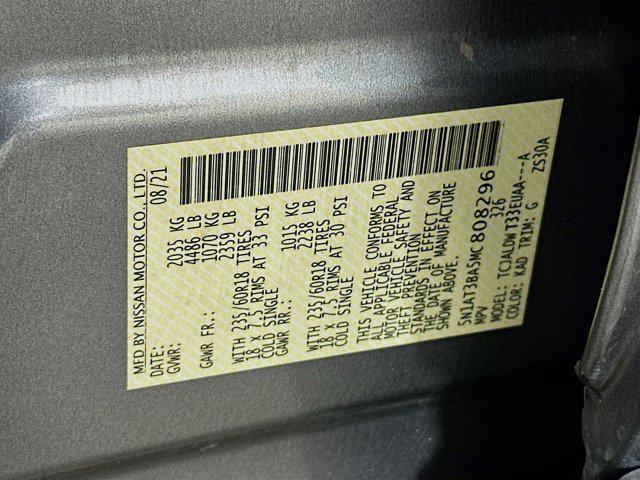 MFD BY NISSAN MOTOR CO., LTD.
DATE: 08/21
GVWR: 2035 KG
4486 LB
GAWR FR.: 1070 KG
2359 LB
WITH 235/60R18 TIRES
18 X 7.5 RIMS AT 33 PSI
COLD SINGLE
GAWR RR.: 1015 KG
2238 LB
WITH 235/60R18 TIRES
18 X 7.5 RIMS AT 30 PSI
COLD SINGLE
THIS VEHICLE CONFORMS TO
ALL APPLICABLE FEDERAL
MOTOR VEHICLE SAFETY AND
THEFT PREVENTION
STANDARDS IN EFFECT ON
THE DATE OF MANUFACTURE
SHOWN ABOVE.
5N1AT3BA5MC808296
MPV 326
MODEL: TCJALDWT33EUAA---A
COLOR: KAD TRIM: G ZS30A